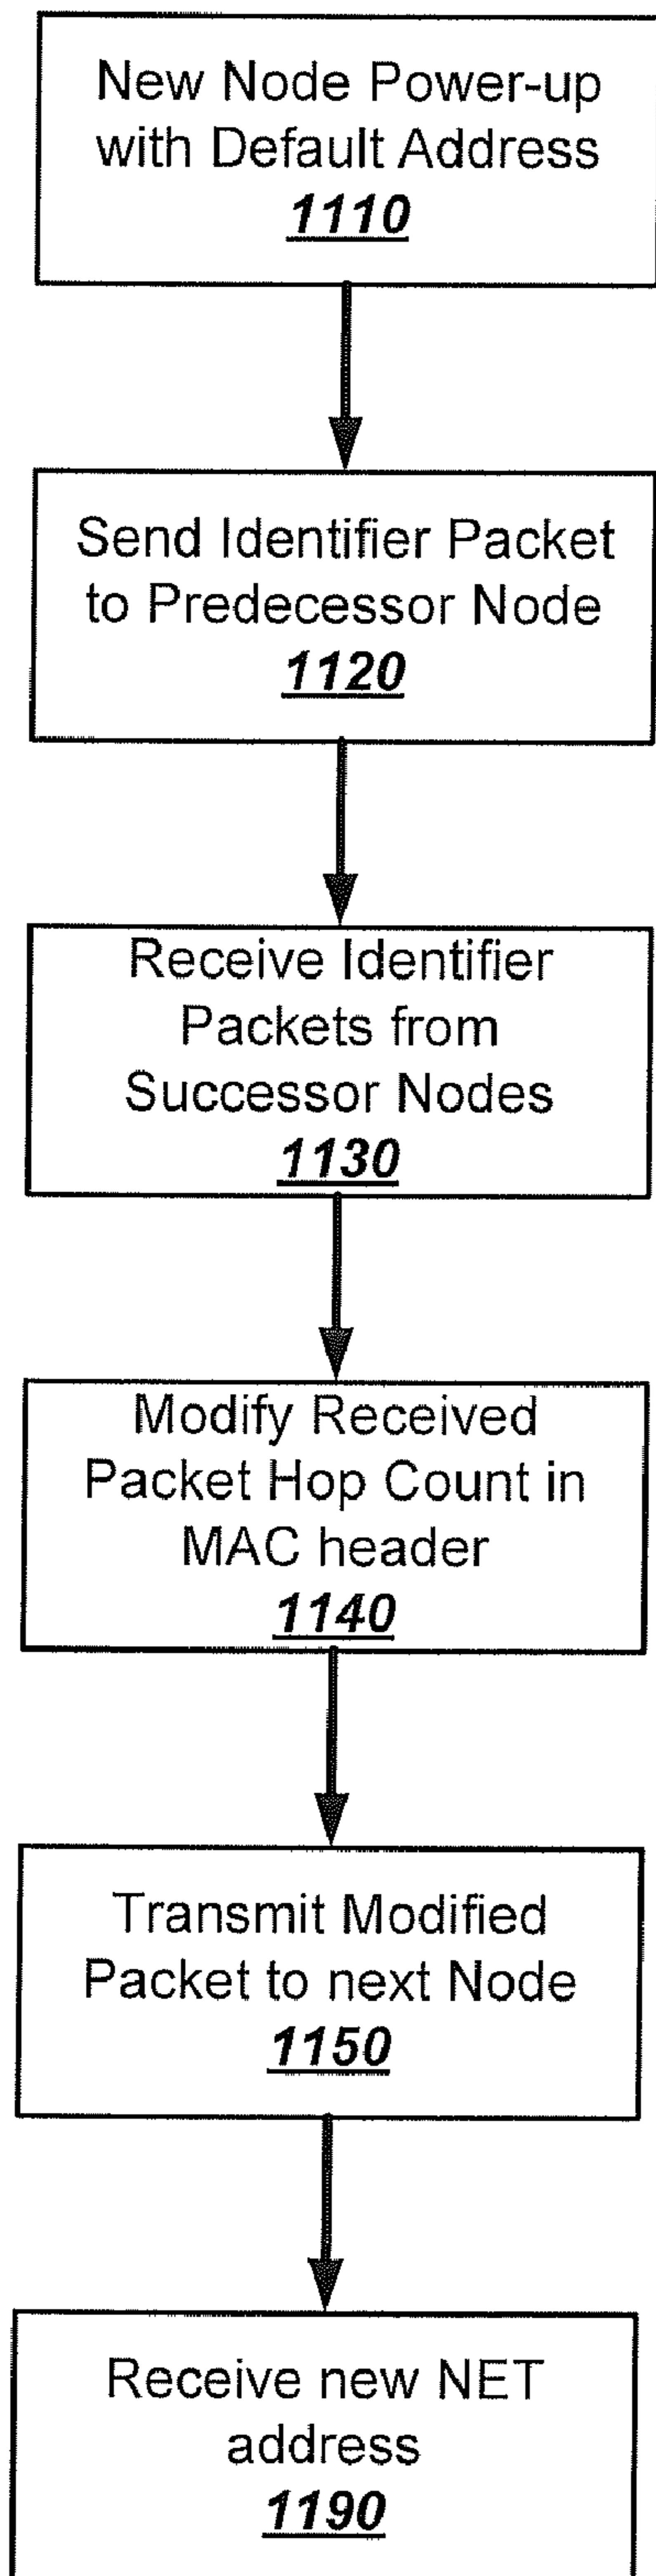 New Node Power-up
with Default Address
1110
Send Identifier Packet
to Predecessor Node
1120
Receive Identifier
Packets from
Successor Nodes
1130
Modify Received
Packet Hop Count in
MAC header
1140
Transmit Modified
Packet to next Node
1150
Receive new NET
address
1190